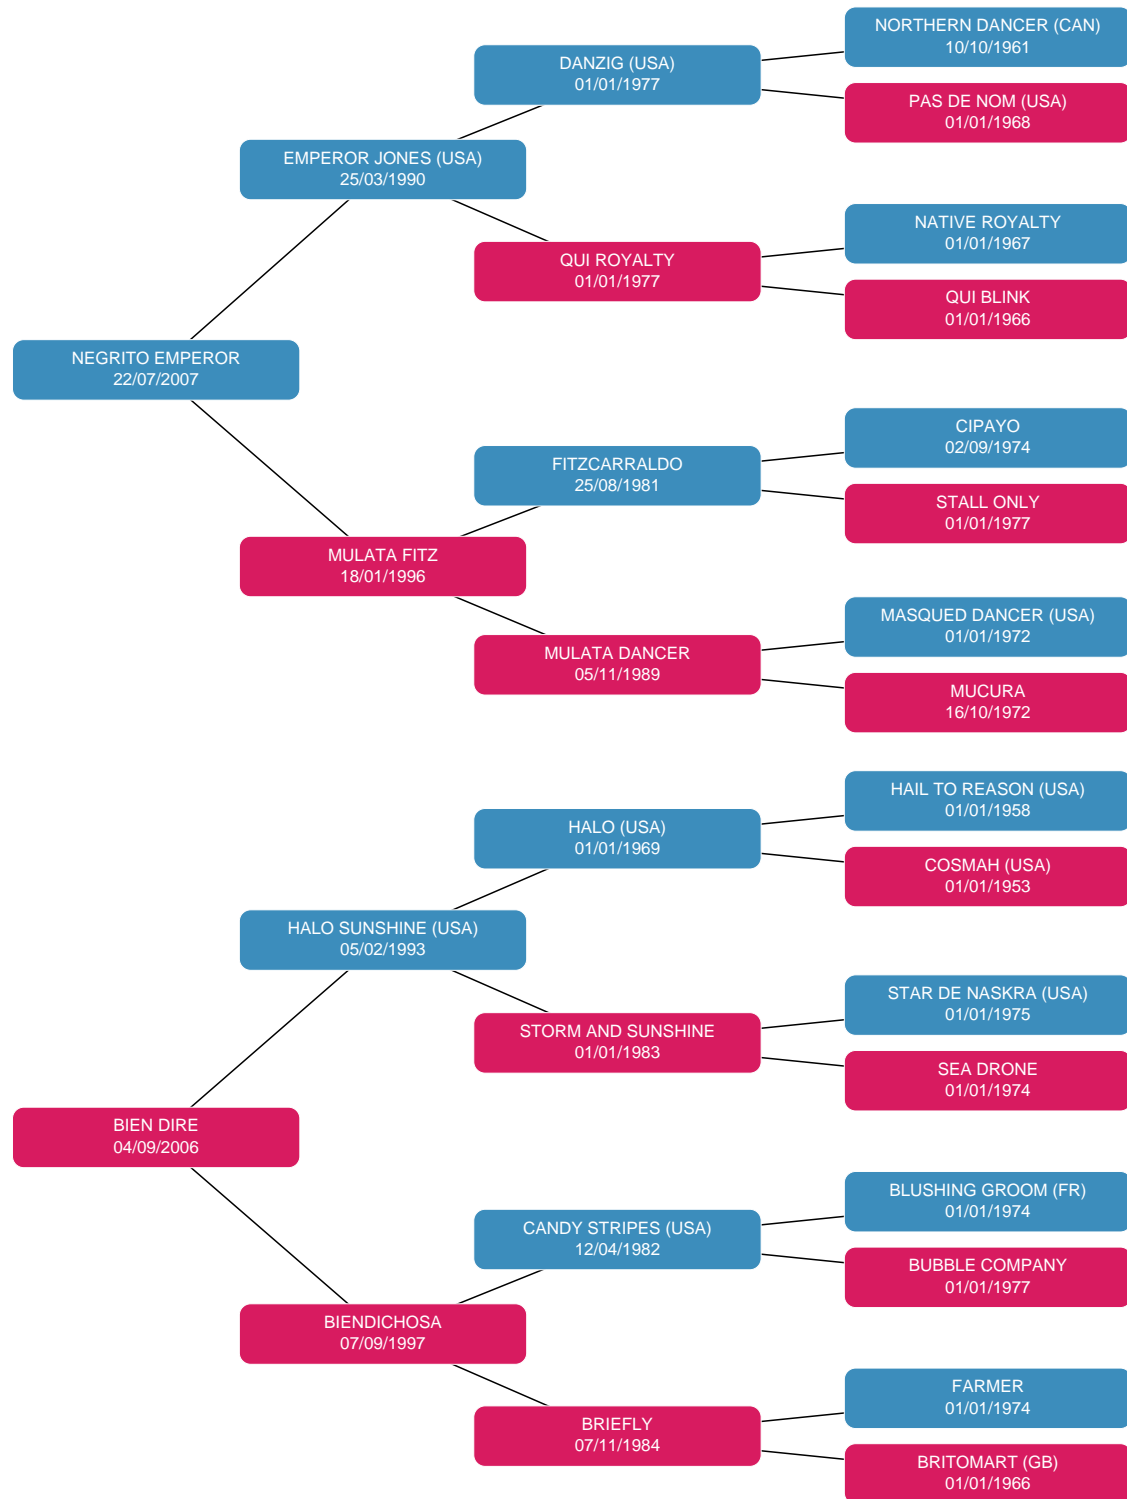 NORTHERN DANCER (CAN)
10/10/1961
DANZIG (USA)
01/01/1977
PAS DE NOM (USA)
01/01/1968
EMPEROR JONES (USA)
25/03/1990
NATIVE ROYALTY
01/01/1967
QUI ROYALTY
01/01/1977
QUI BLINK
01/01/1966
NEGRITO EMPEROR
22/07/2007
CIPAYO
02/09/1974
FITZCARRALDO
25/08/1981
STALL ONLY
01/01/1977
MULATA FITZ
18/01/1996
MASQUED DANCER (USA)
01/01/1972
MULATA DANCER
05/11/1989
MUCURA
16/10/1972
HAIL TO REASON (USA)
01/01/1958
HALO (USA)
01/01/1969
COSMAH (USA)
01/01/1953
HALO SUNSHINE (USA)
05/02/1993
STAR DE NASKRA (USA)
01/01/1975
STORM AND SUNSHINE
01/01/1983
SEA DRONE
01/01/1974
BIEN DIRE
04/09/2006
BLUSHING GROOM (FR)
01/01/1974
CANDY STRIPES (USA)
12/04/1982
BUBBLE COMPANY
01/01/1977
BIENDICHOSA
07/09/1997
FARMER
01/01/1974
BRIEFLY
07/11/1984
BRITOMART (GB)
01/01/1966